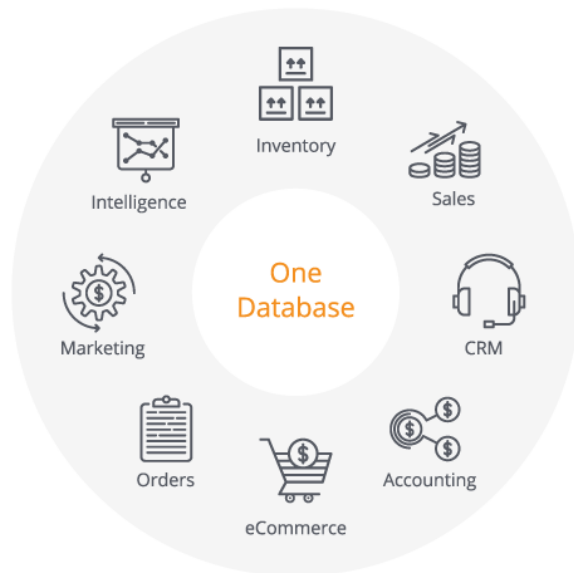 Inventory
Sales
CRM
Accounting
eCommerce
Orders
Marketing
Intelligence
One
Database
$
$
$
$
$